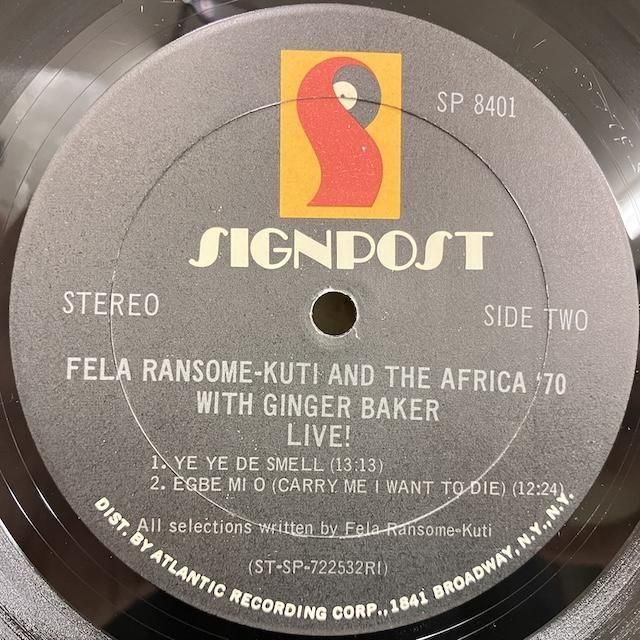 SP 8401
SIGNPOST
STEREO
SIDE TWO
FELA RANSOME-KUTI AND THE AFRICA '70
WITH GINGER BAKER
LIVE!
1. YE YE DE SMELL (13:13)
2. EGBE MI O (CARRY ME I WANT TO DIE) (12:24)
All selections written by Fela Ransome-Kuti
(ST-SP-722532RI)
DIST. BY ATLANTIC RECORDING CORP., 1841 BROADWAY, N.Y., N.Y.